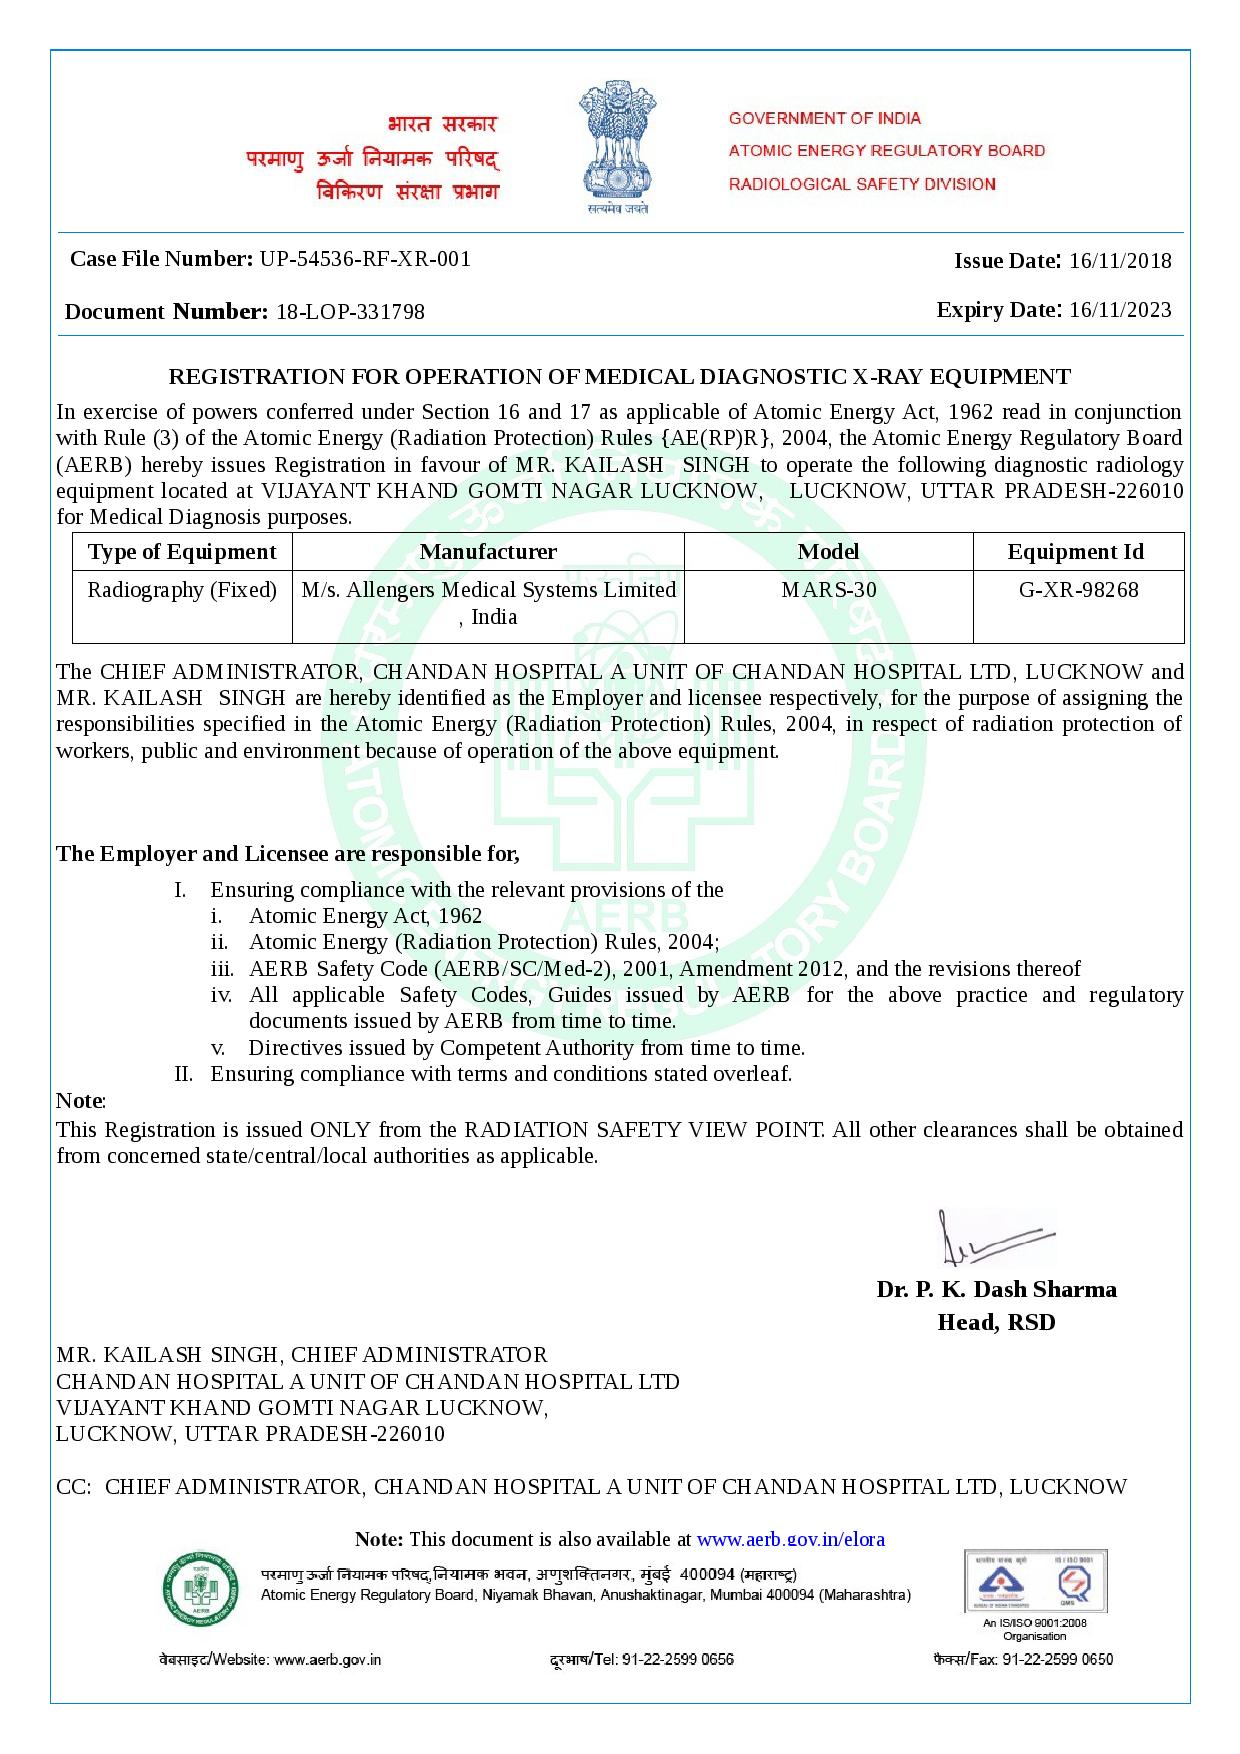 भारत सरकार
परमाणु ऊर्जा नियामक परिषद्
विकिरण संरक्षा प्रभाग
सत्यमेव जयते
GOVERNMENT OF INDIA
ATOMIC ENERGY REGULATORY BOARD
RADIOLOGICAL SAFETY DIVISION
Case File Number: UP-54536-RF-XR-001
Issue Date: 16/11/2018
Document Number: 18-LOP-331798
Expiry Date: 16/11/2023
REGISTRATION FOR OPERATION OF MEDICAL DIAGNOSTIC X-RAY EQUIPMENT
In exercise of powers conferred under Section 16 and 17 as applicable of Atomic Energy Act, 1962 read in conjunction
with Rule (3) of the Atomic Energy (Radiation Protection) Rules {AE(RP)R}, 2004, the Atomic Energy Regulatory Board
(AERB) hereby issues Registration in favour of MR. KAILASH SINGH to operate the following diagnostic radiology
equipment located at VIJAYANT KHAND GOMTI NAGAR LUCKNOW, LUCKNOW, UTTAR PRADESH-226010
for Medical Diagnosis purposes.
Type of Equipment Manufacturer Model Equipment Id
Radiography (Fixed) M/s. Allengers Medical Systems Limited MARS-30 G-XR-98268
, India
The CHIEF ADMINISTRATOR, CHANDAN HOSPITAL A UNIT OF CHANDAN HOSPITAL LTD, LUCKNOW and
MR. KAILASH SINGH are hereby identified as the Employer and licensee respectively, for the purpose of assigning the
responsibilities specified in the Atomic Energy (Radiation Protection) Rules, 2004, in respect of radiation protection of
workers, public and environment because of operation of the above equipment.
The Employer and Licensee are responsible for,
I. Ensuring compliance with the relevant provisions of the
i. Atomic Energy Act, 1962
ii. Atomic Energy (Radiation Protection) Rules, 2004;
iii. AERB Safety Code (AERB/SC/Med-2), 2001, Amendment 2012, and the revisions thereof
iv. All applicable Safety Codes, Guides issued by AERB for the above practice and regulatory
documents issued by AERB from time to time.
v. Directives issued by Competent Authority from time to time.
II. Ensuring compliance with terms and conditions stated overleaf.
Note:
This Registration is issued ONLY from the RADIATION SAFETY VIEW POINT. All other clearances shall be obtained
from concerned state/central/local authorities as applicable.
AERB
ATOMIC ENERGY REGULATORY BOARD
Dr. P. K. Dash Sharma
Head, RSD
MR. KAILASH SINGH, CHIEF ADMINISTRATOR
CHANDAN HOSPITAL A UNIT OF CHANDAN HOSPITAL LTD
VIJAYANT KHAND GOMTI NAGAR LUCKNOW,
LUCKNOW, UTTAR PRADESH-226010
CC: CHIEF ADMINISTRATOR, CHANDAN HOSPITAL A UNIT OF CHANDAN HOSPITAL LTD, LUCKNOW
Note: This document is also available at www.aerb.gov.in/elora
AERB
परमाणु ऊर्जा नियामक परिषद्,नियामक भवन, अणुशक्तिनगर, मुंबई 400094 (महाराष्ट्र)
Atomic Energy Regulatory Board, Niyamak Bhavan, Anushaktinagar, Mumbai 400094 (Maharashtra)
IS / ISO 9001
QMS
An IS/ISO 9001:2008
Organisation
वेबसाइट/Website: www.aerb.gov.in
दूरभाष/Tel: 91-22-2599 0656
फैक्स/Fax: 91-22-2599 0650